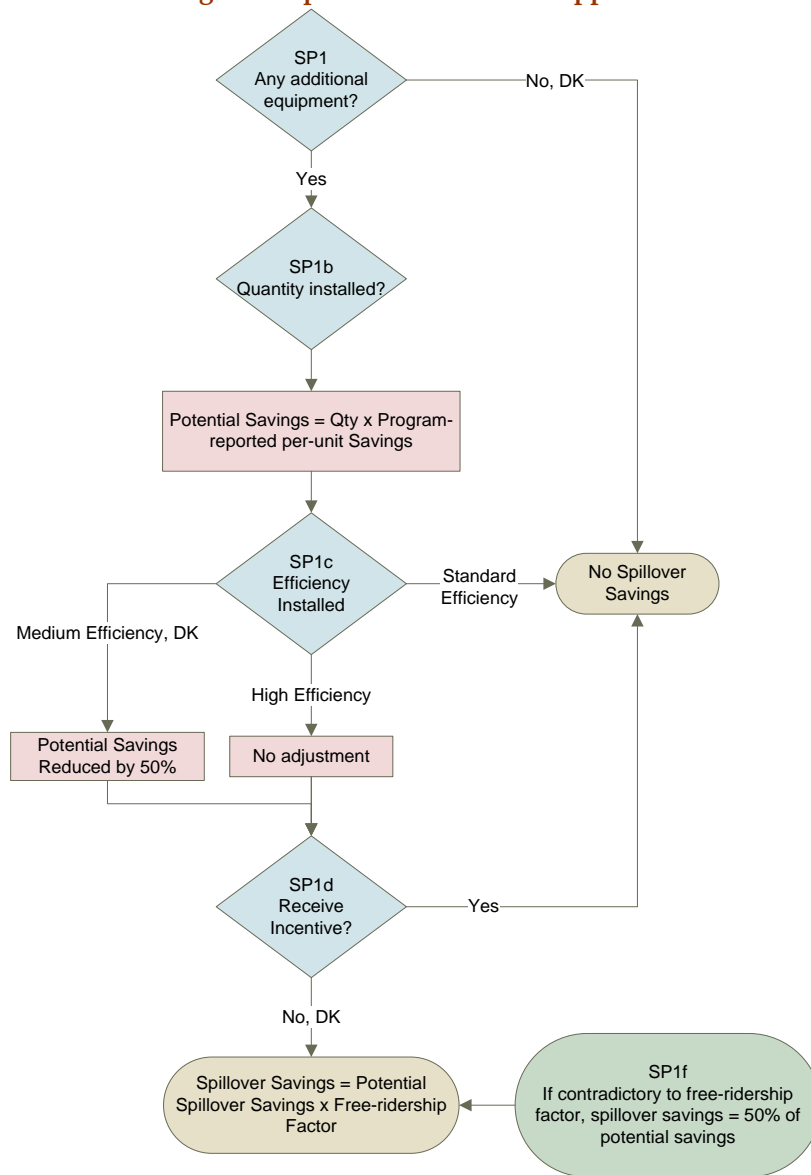 SP1
Any additional
equipment?
No, DK
Yes
SP1b
Quantity installed?
Potential Savings = Qty x Program-
reported per-unit Savings
SP1c
Efficiency
Installed
Standard
Efficiency
No Spillover
Savings
Medium Efficiency, DK
High Efficiency
Potential Savings
Reduced by 50%
No adjustment
SP1d
Receive
Incentive?
Yes
No, DK
Spillover Savings = Potential
Spillover Savings x Free-ridership
Factor
SP1f
If contradictory to free-ridership
factor, spillover savings = 50% of
potential savings